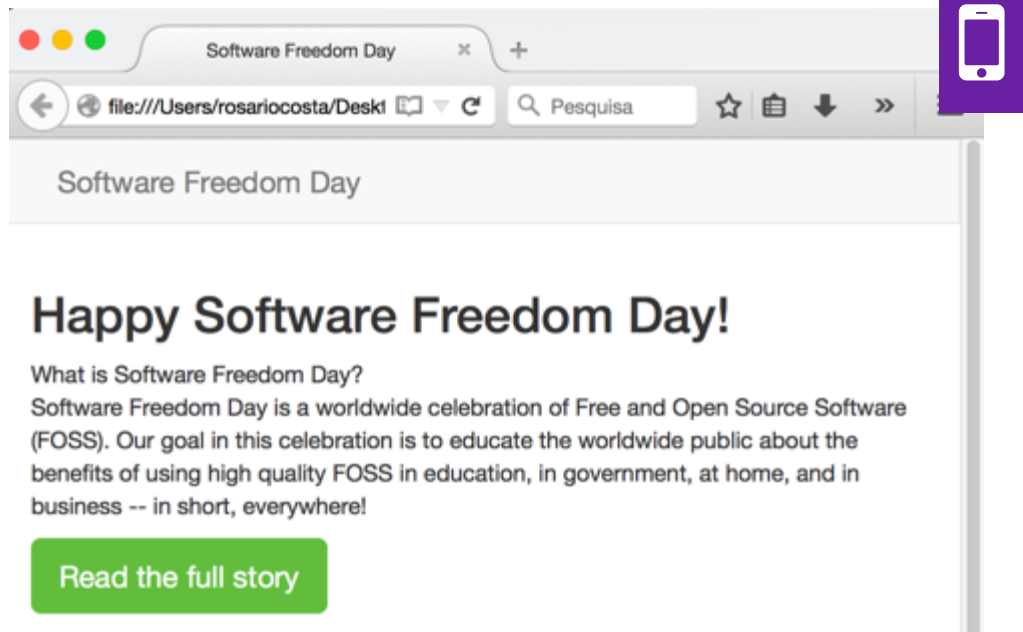 Software Freedom Day
file:///Users/rosariocosta/Desk
Pesquisa
Software Freedom Day
Happy Software Freedom Day!
What is Software Freedom Day?
Software Freedom Day is a worldwide celebration of Free and Open Source Software
(FOSS). Our goal in this celebration is to educate the worldwide public about the
benefits of using high quality FOSS in education, in government, at home, and in
business -- in short, everywhere!
Read the full story